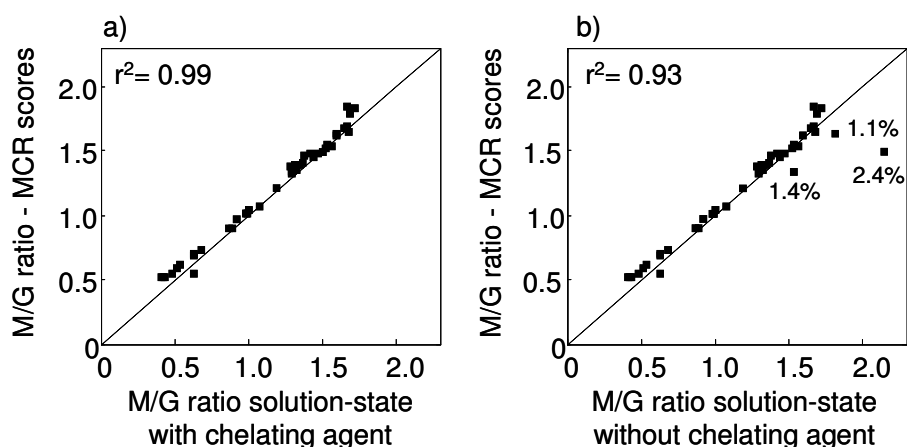 a)
r²= 0.99
M/G ratio - MCR scores
2.0
1.5
1.0
0.5
0
0 0.5 1.0 1.5 2.0
M/G ratio solution-state
with chelating agent
b)
r²= 0.93
M/G ratio - MCR scores
2.0
1.5
1.0
0.5
0
1.1%
2.4%
1.4%
0 0.5 1.0 1.5 2.0
M/G ratio solution-state
without chelating agent